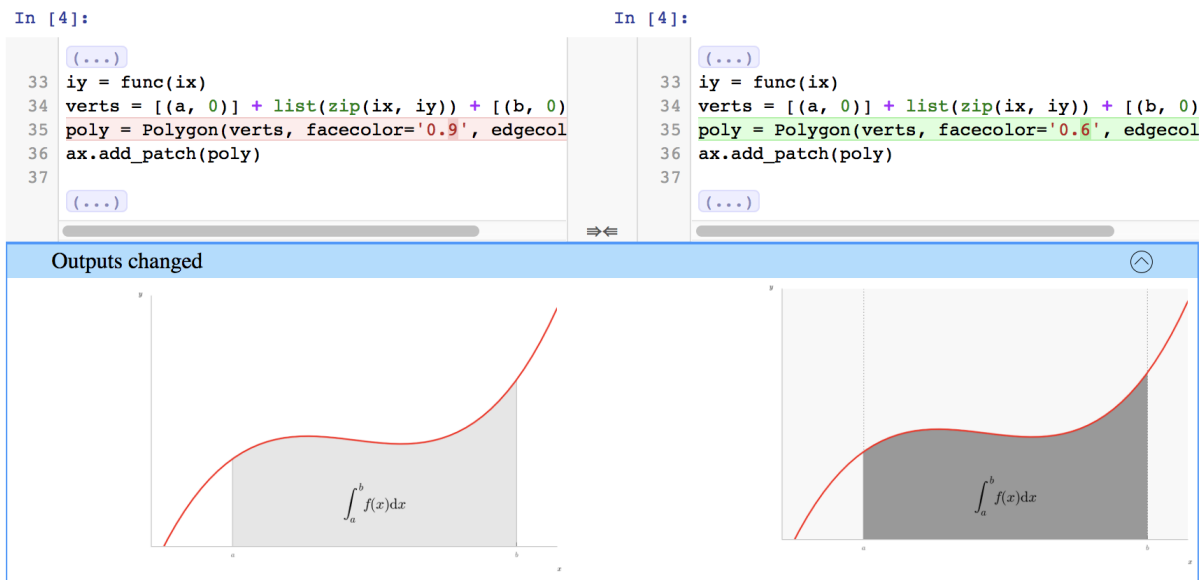 In [4]:
(...)
33 iy = func(ix)
34 verts = [(a, 0)] + list(zip(ix, iy)) + [(b, 0)
35 poly = Polygon(verts, facecolor='0.9', edgecol
36 ax.add_patch(poly)
37
(...)
In [4]:
(...)
33 iy = func(ix)
34 verts = [(a, 0)] + list(zip(ix, iy)) + [(b, 0)
35 poly = Polygon(verts, facecolor='0.6', edgecol
36 ax.add_patch(poly)
37
(...)
Outputs changed
y
∫_a^b f(x)dx
a b
x
y
∫_a^b f(x)dx
a b
x